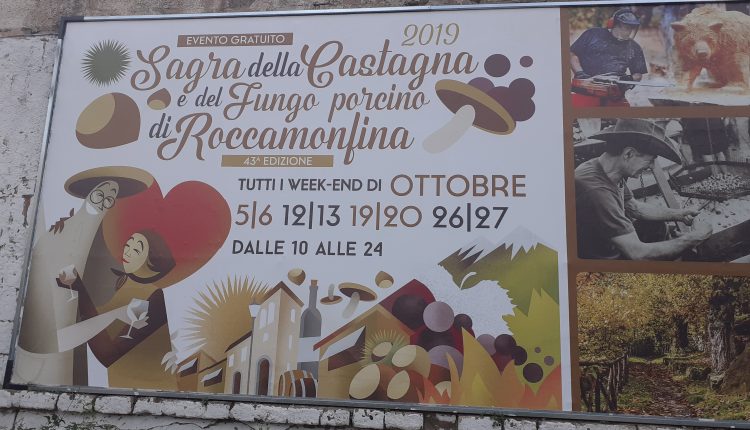 EVENTO GRATUITO
2019
Sagra della Castagna
e del Fungo porcino
di Roccamonfina
43ª EDIZIONE
TUTTI I WEEK-END DI OTTOBRE
5|6 12|13 19|20 26|27
DALLE 10 ALLE 24